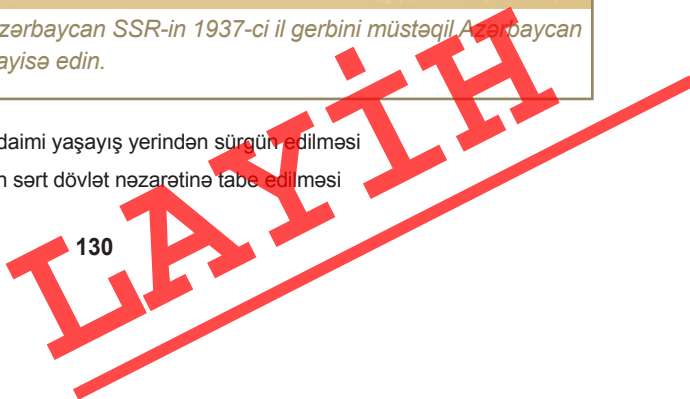 zərbaycan SSR-in 1937-ci il gerbini müstəqil Azərbaycan
ayisə edin.
daimi yaşayış yerindən sürgün edilməsi
n sərt dövlət nəzarətinə tabe edilməsi
130
LAYİH